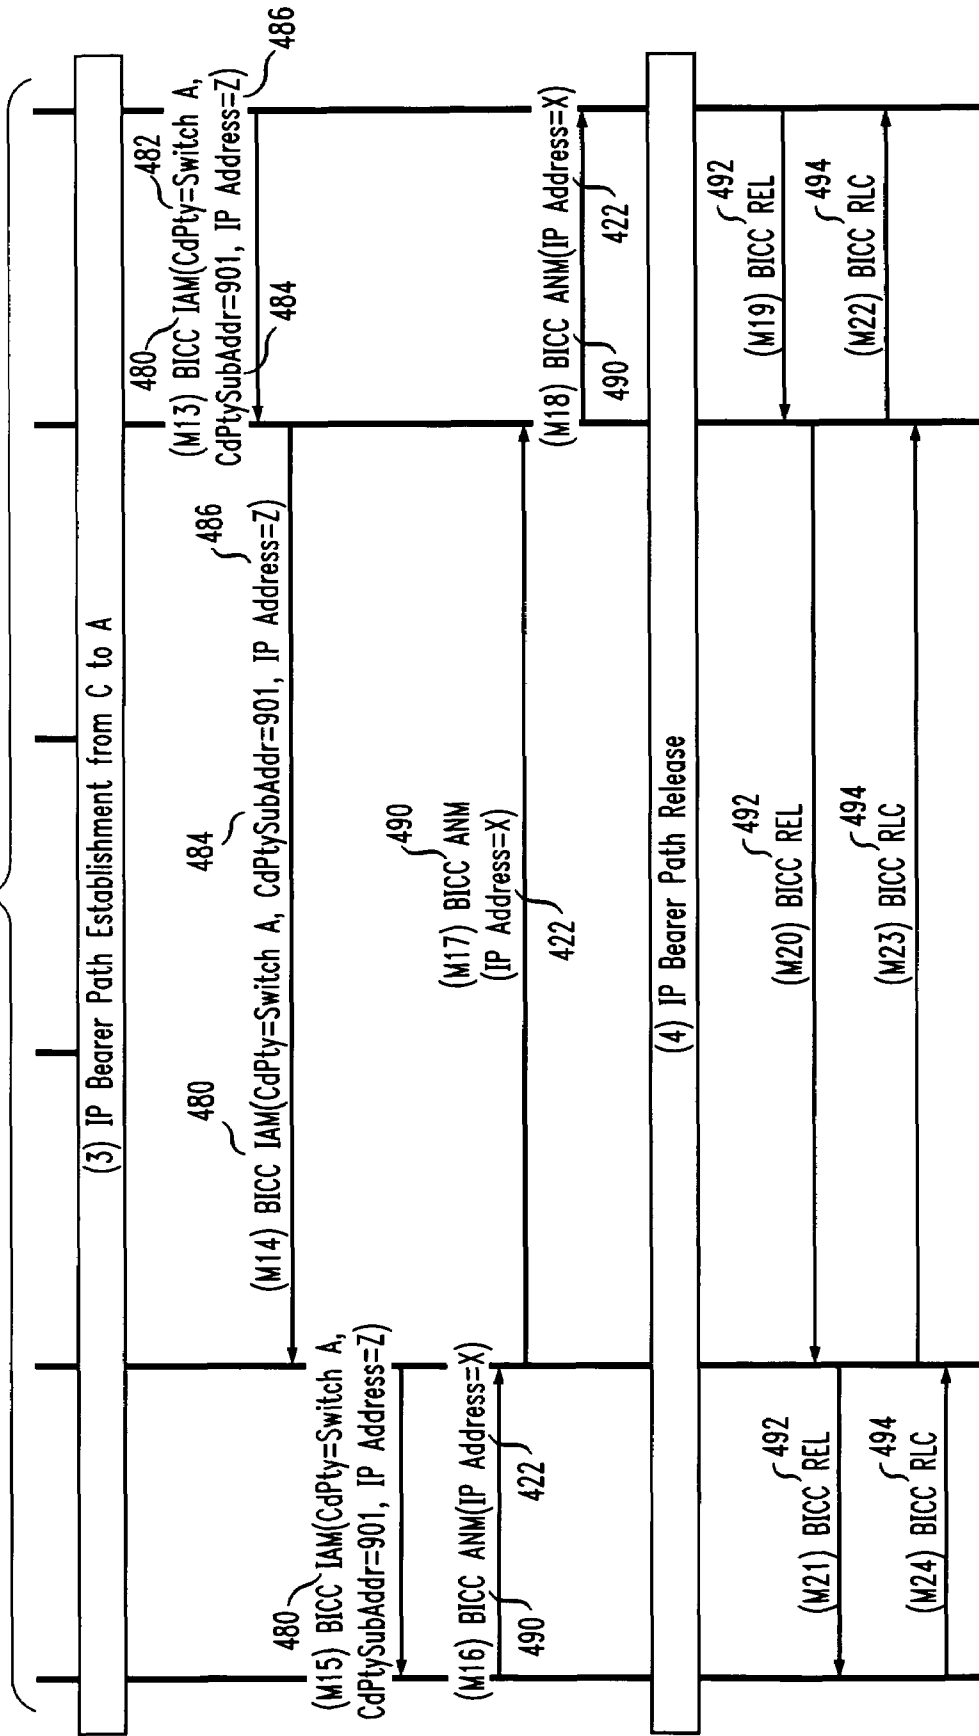 (3) IP Bearer Path Establishment from C to A
480 482
(M13) BICC IAM(CdPty=Switch A,
CdPtySubAddr=901, IP Address=Z)
484 486
480 484 486
(M14) BICC IAM(CdPty=Switch A, CdPtySubAddr=901, IP Address=Z)
480
(M15) BICC IAM(CdPty=Switch A,
CdPtySubAddr=901, IP Address=Z)
(M16) BICC ANM(IP Address=X)
490 422
490
(M17) BICC ANM
(IP Address=X)
422
(M18) BICC ANM(IP Address=X)
490 422
(4) IP Bearer Path Release
492
(M19) BICC REL
492
(M20) BICC REL
492
(M21) BICC REL
494
(M22) BICC RLC
494
(M23) BICC RLC
494
(M24) BICC RLC